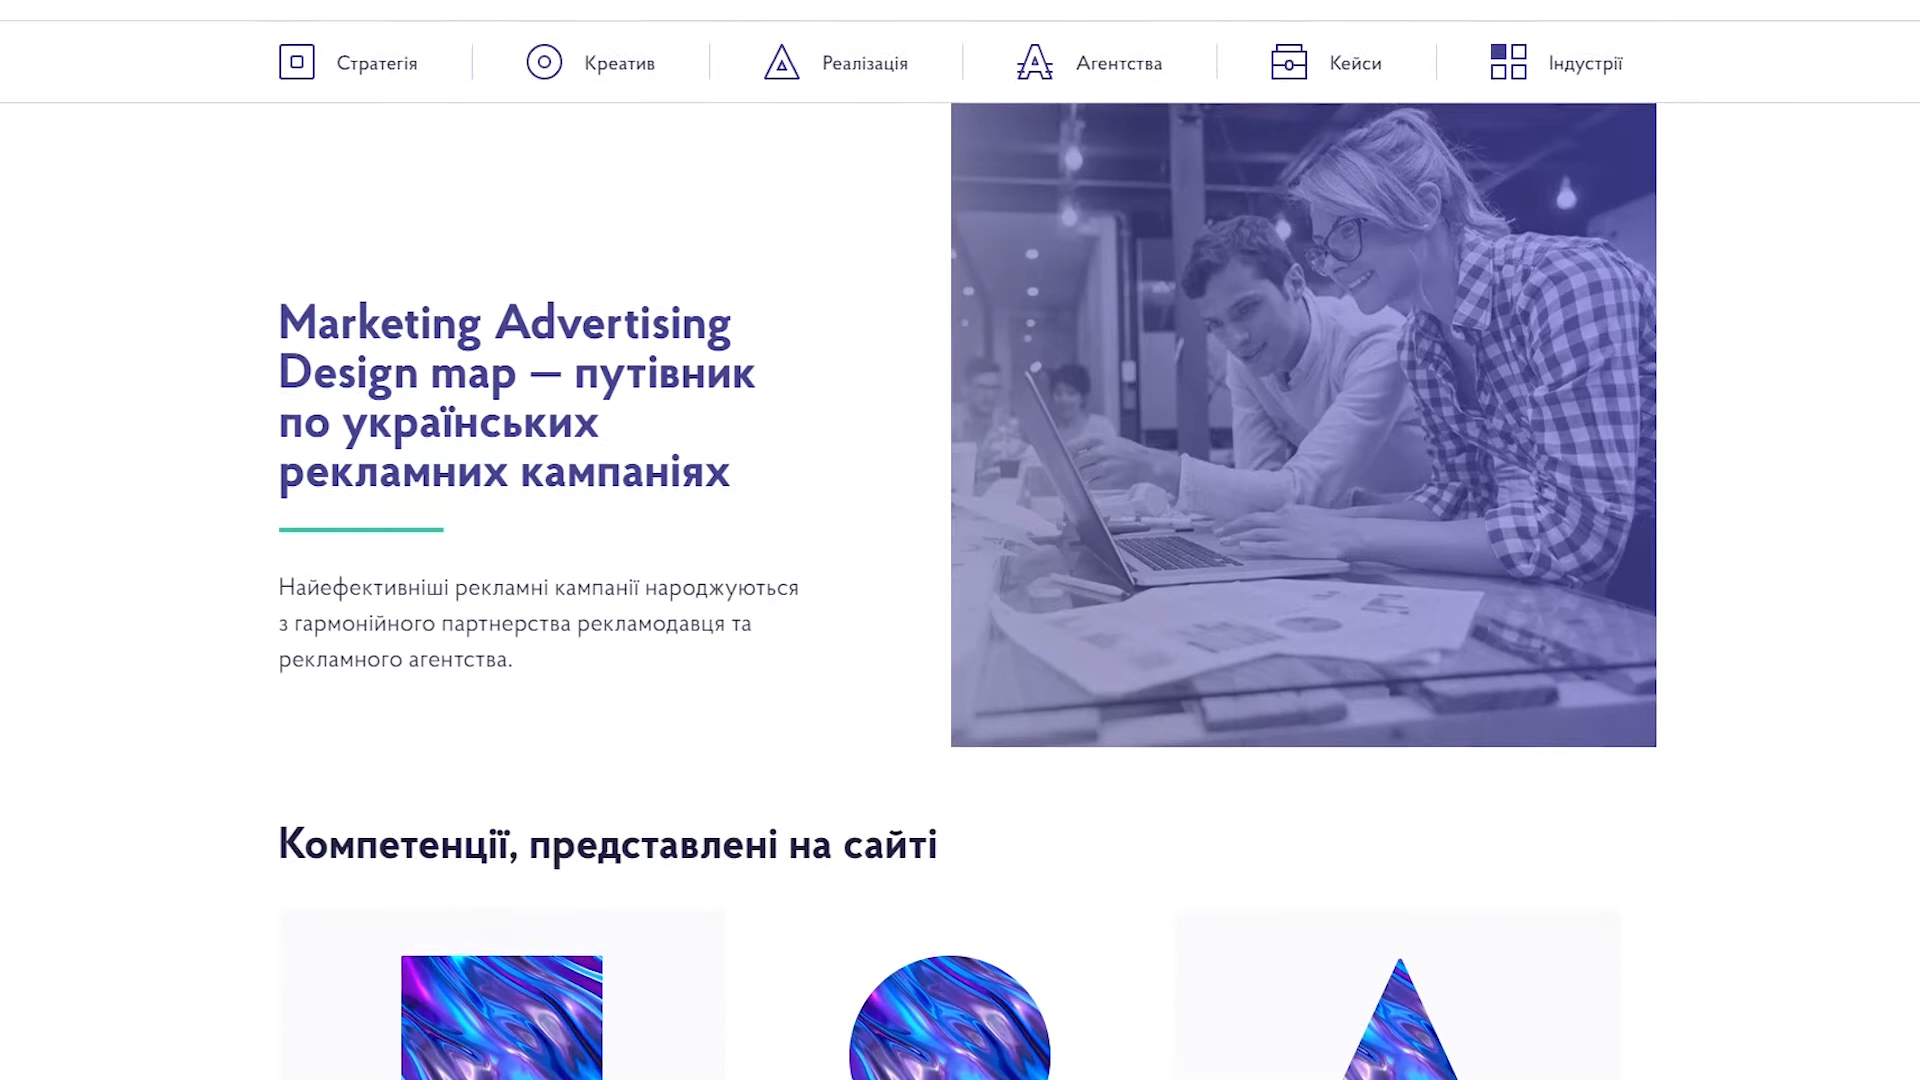 Стратегія
Креатив
Реалізація
Агентства
Кейси
Індустрії
Marketing Advertising
Design map — путівник
по українських
рекламних кампаніях
Найефективніші рекламні кампанії народжуються
з гармонійного партнерства рекламодавця та
рекламного агентства.
Компетенції, представлені на сайті